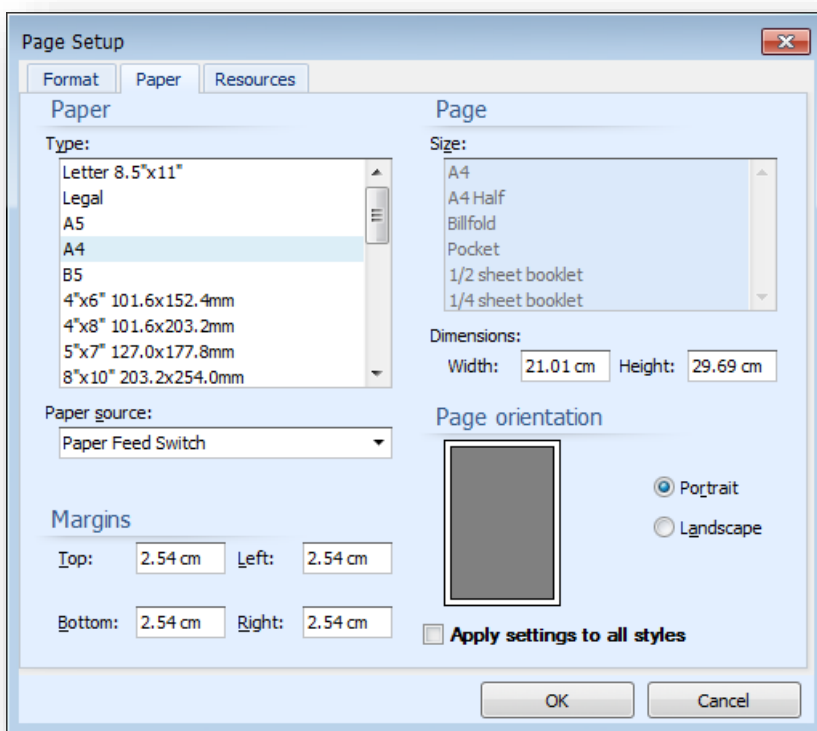 Page Setup
Format Paper Resources
Paper
Type:
Letter 8.5"x11"
Legal
A5
A4
B5
4"x6" 101.6x152.4mm
4"x8" 101.6x203.2mm
5"x7" 127.0x177.8mm
8"x10" 203.2x254.0mm
Paper source:
Paper Feed Switch
Margins
Top: 2.54 cm Left: 2.54 cm
Bottom: 2.54 cm Right: 2.54 cm
Page
Size:
A4
A4 Half
Billfold
Pocket
1/2 sheet booklet
1/4 sheet booklet
Dimensions:
Width: 21.01 cm Height: 29.69 cm
Page orientation
Portrait
Landscape
Apply settings to all styles
OK Cancel